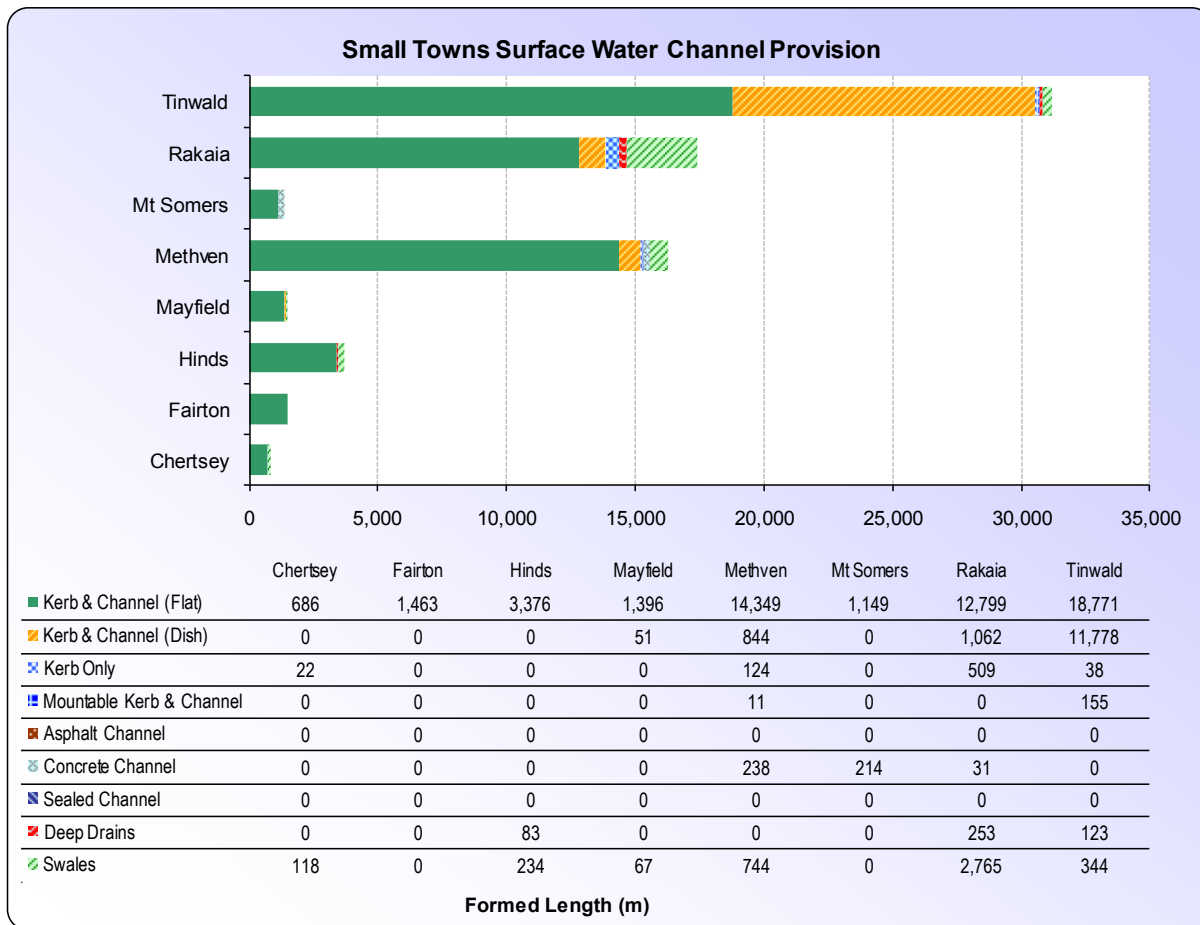 Small Towns Surface Water Channel Provision
Tinwald
Rakaia
Mt Somers
Methven
Mayfield
Hinds
Fairton
Chertsey
0 5,000 10,000 15,000 20,000 25,000 30,000 35,000
Chertsey Fairton Hinds Mayfield Methven Mt Somers Rakaia Tinwald
Kerb & Channel (Flat) 686 1,463 3,376 1,396 14,349 1,149 12,799 18,771
Kerb & Channel (Dish) 0 0 0 51 844 0 1,062 11,778
Kerb Only 22 0 0 0 124 0 509 38
Mountable Kerb & Channel 0 0 0 0 11 0 0 155
Asphalt Channel 0 0 0 0 0 0 0 0
Concrete Channel 0 0 0 0 238 214 31 0
Sealed Channel 0 0 0 0 0 0 0 0
Deep Drains 0 0 83 0 0 0 253 123
Swales 118 0 234 67 744 0 2,765 344
Formed Length (m)